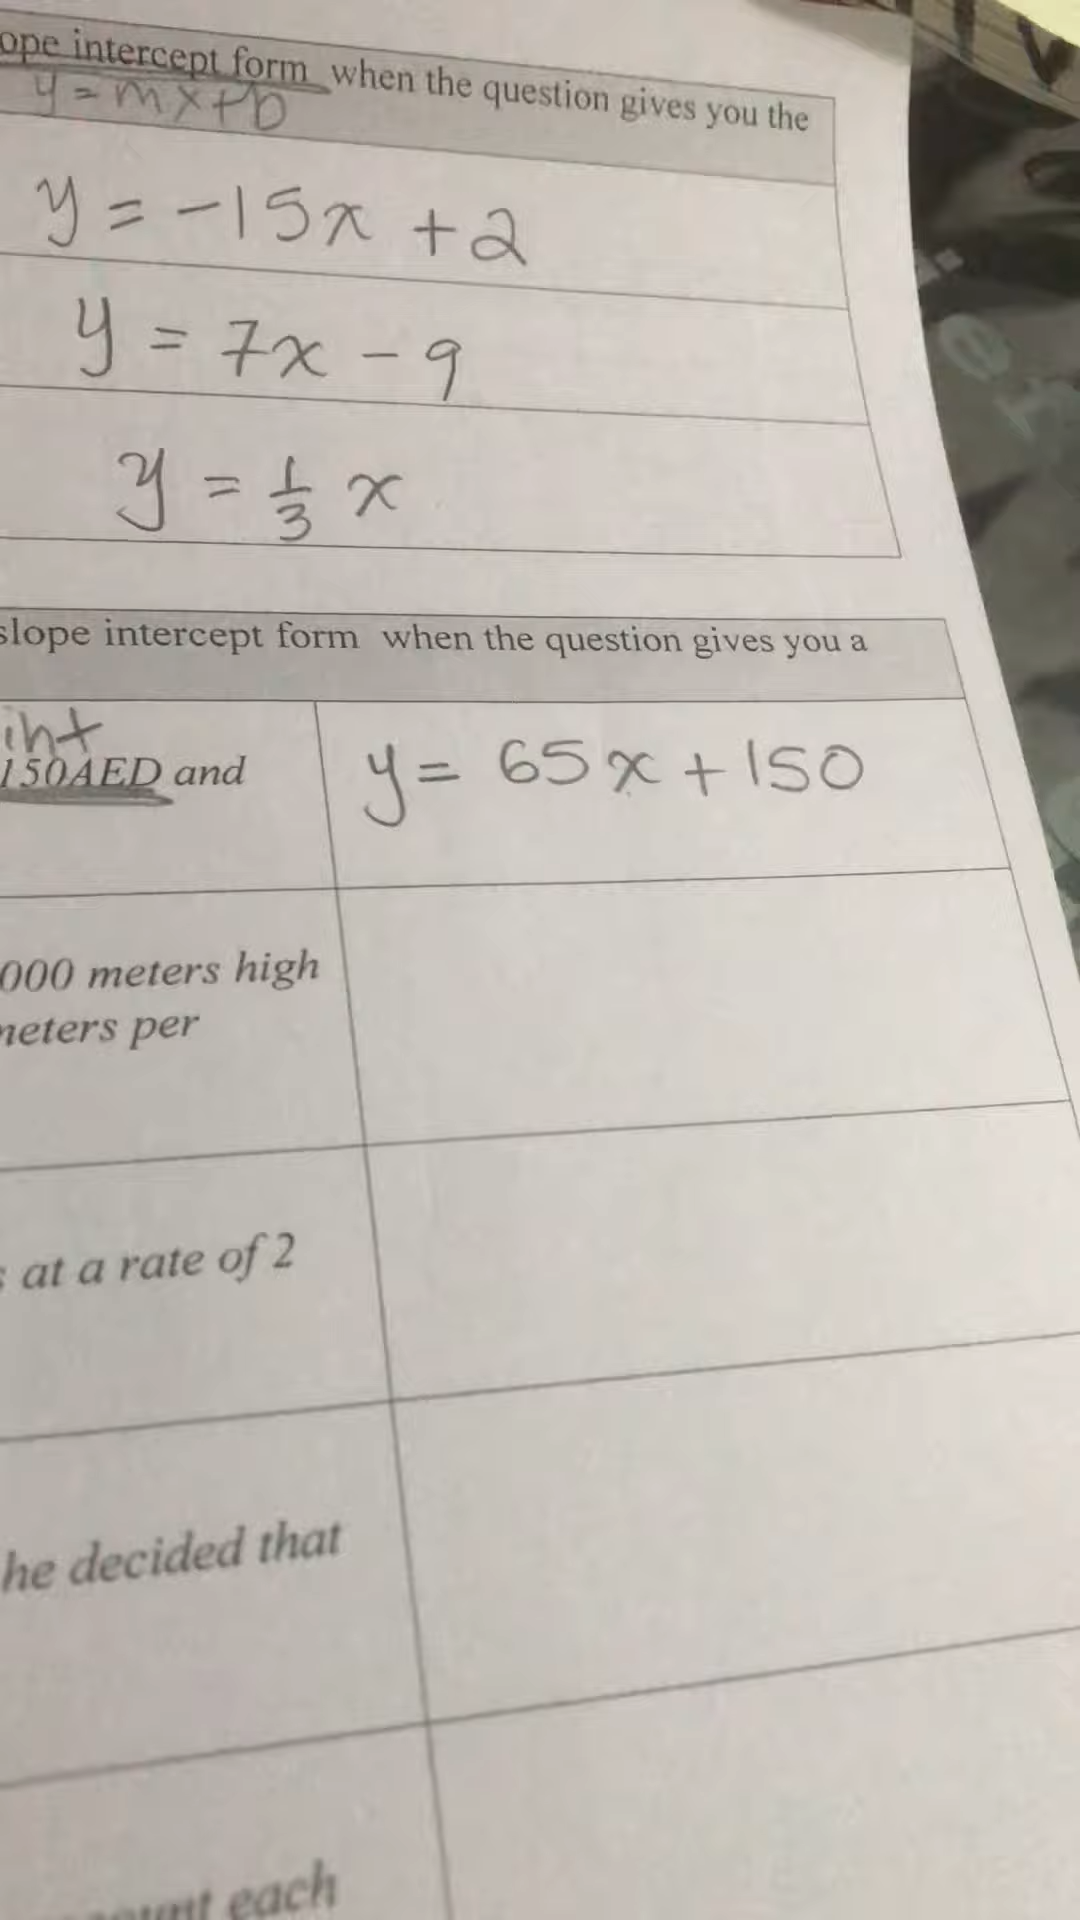 ope intercept form when the question gives you the
y=mx+b
y = -15x + 2
y = 7x - 9
y = 1/3 x
slope intercept form when the question gives you a
int
150AED and
y = 65x + 150
000 meters high
meters per
at a rate of 2
he decided that
each